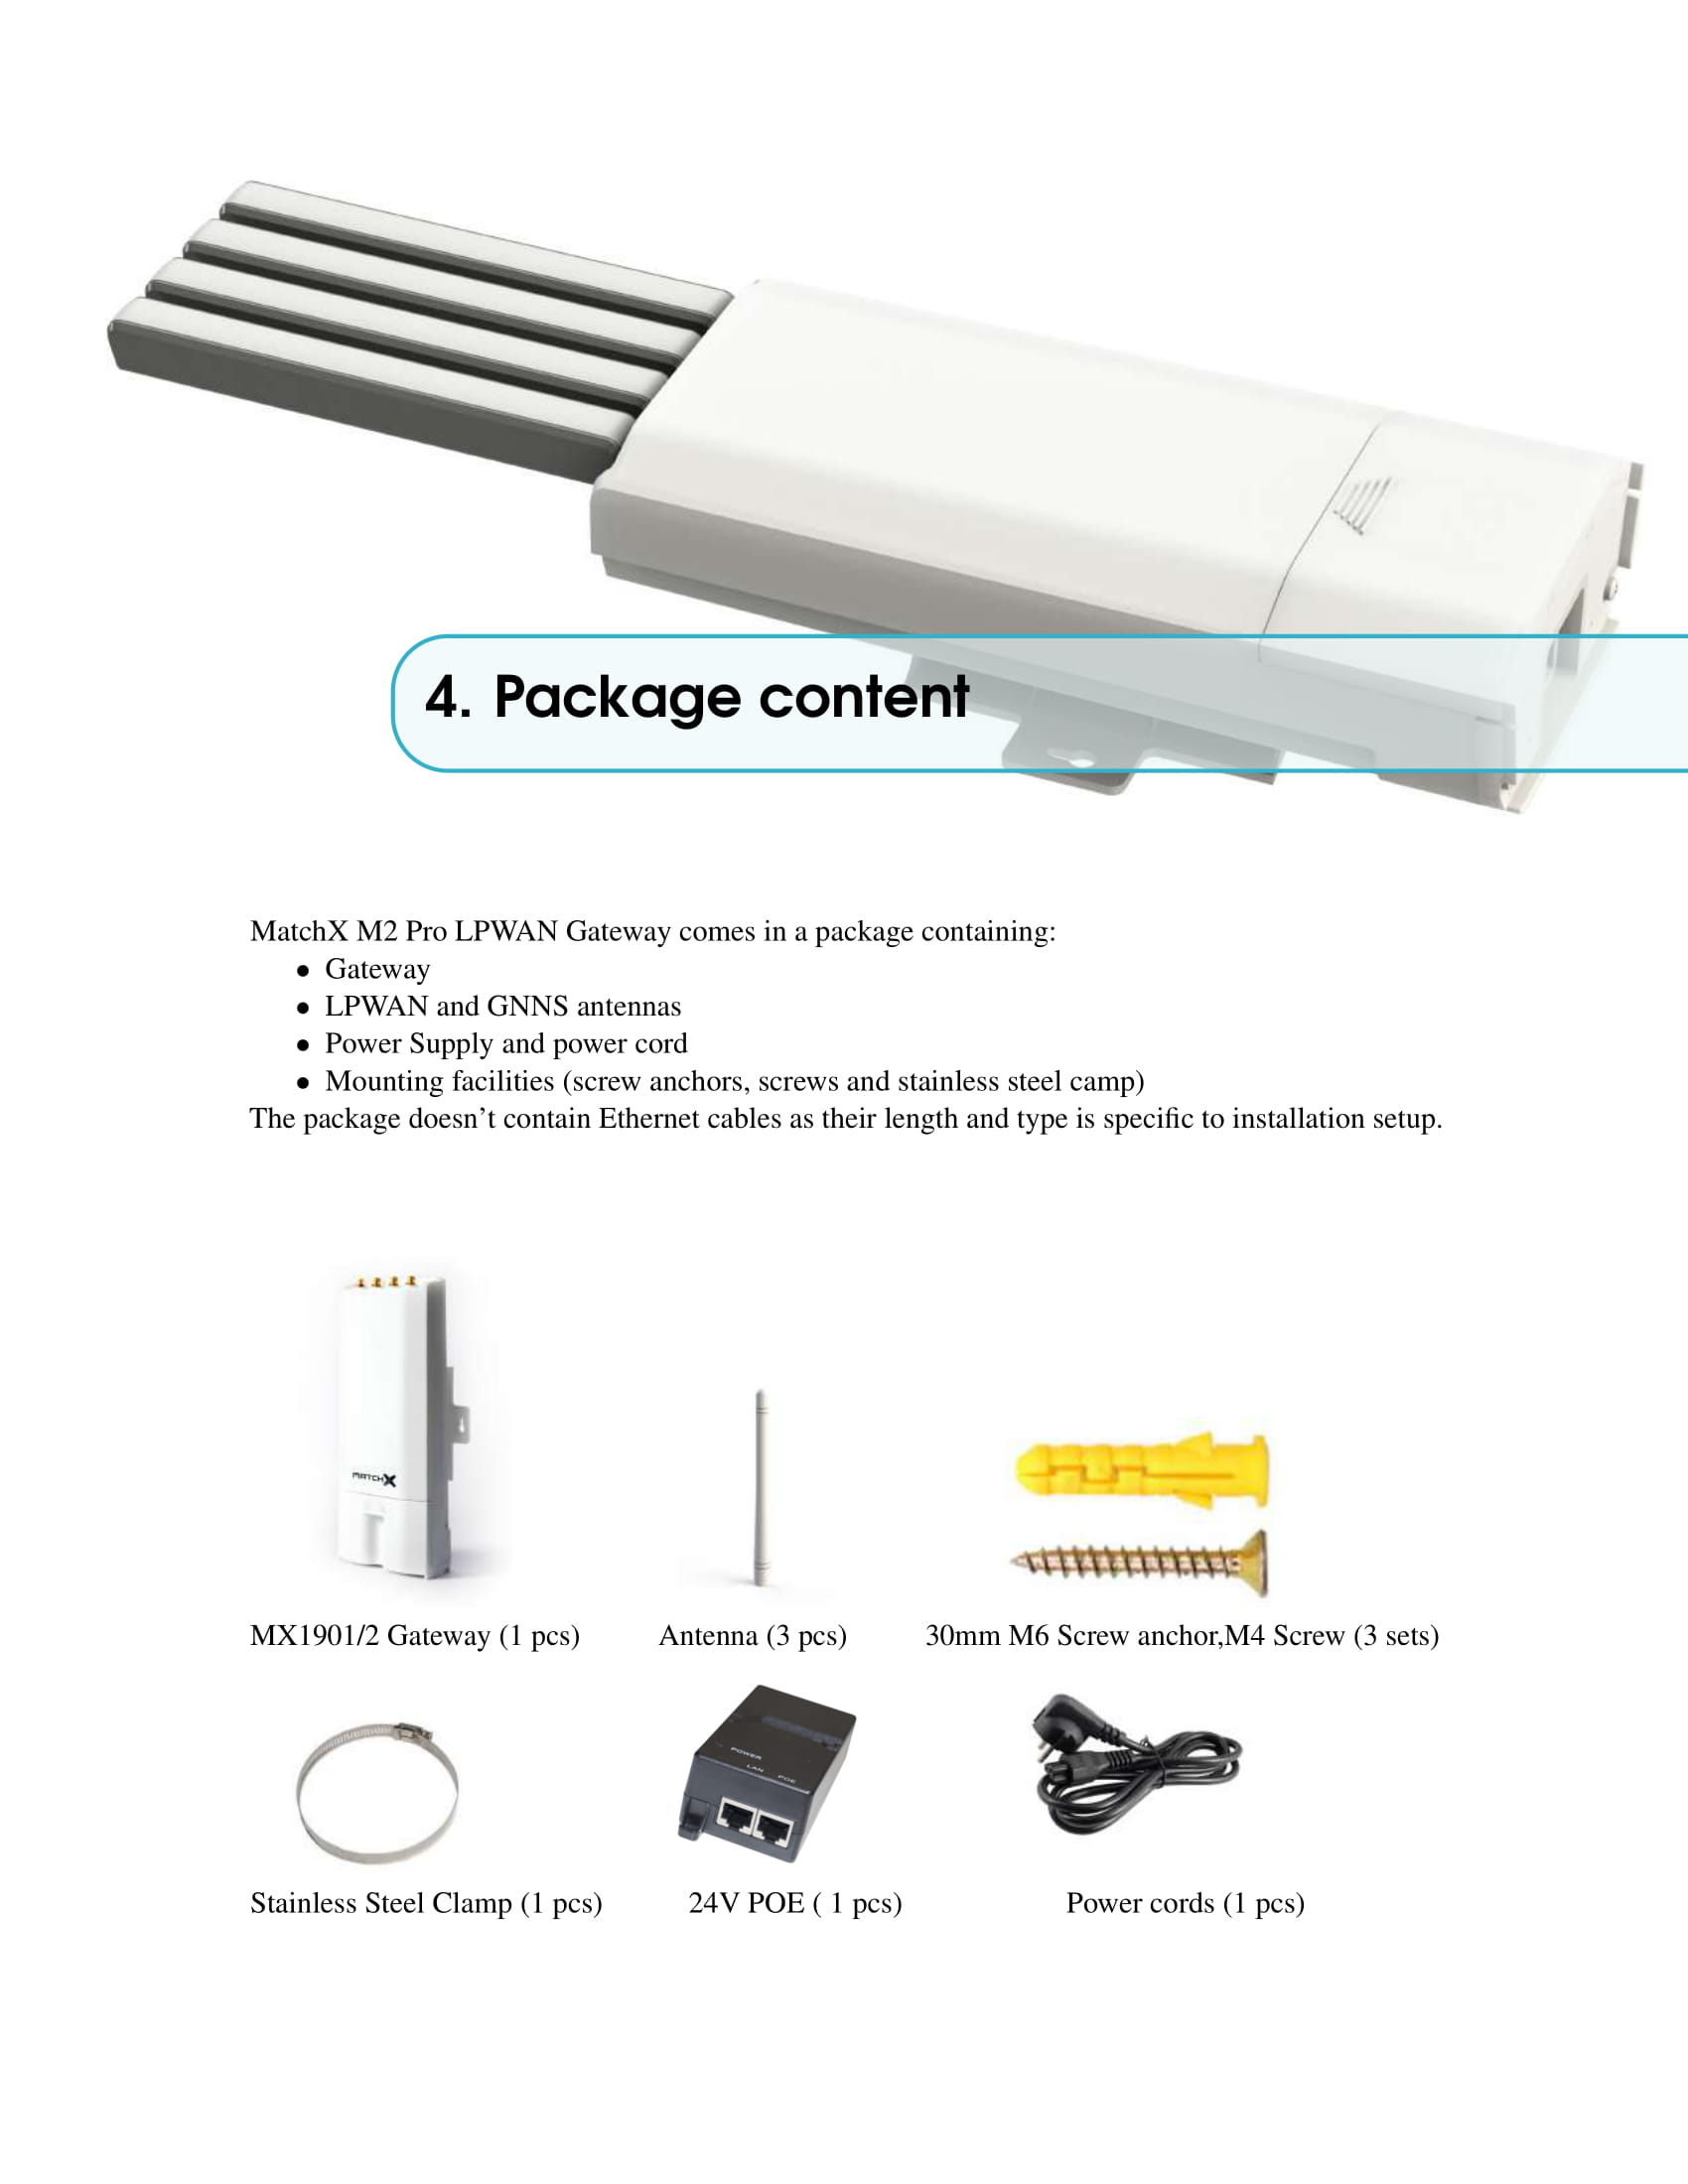 4. Package content
MatchX M2 Pro LPWAN Gateway comes in a package containing:
• Gateway
• LPWAN and GNNS antennas
• Power Supply and power cord
• Mounting facilities (screw anchors, screws and stainless steel camp)
The package doesn't contain Ethernet cables as their length and type is specific to installation setup.
MATCHX
MX1901/2 Gateway (1 pcs)
Antenna (3 pcs)
30mm M6 Screw anchor,M4 Screw (3 sets)
POWER
LAN POE
Stainless Steel Clamp (1 pcs)
24V POE ( 1 pcs)
Power cords (1 pcs)